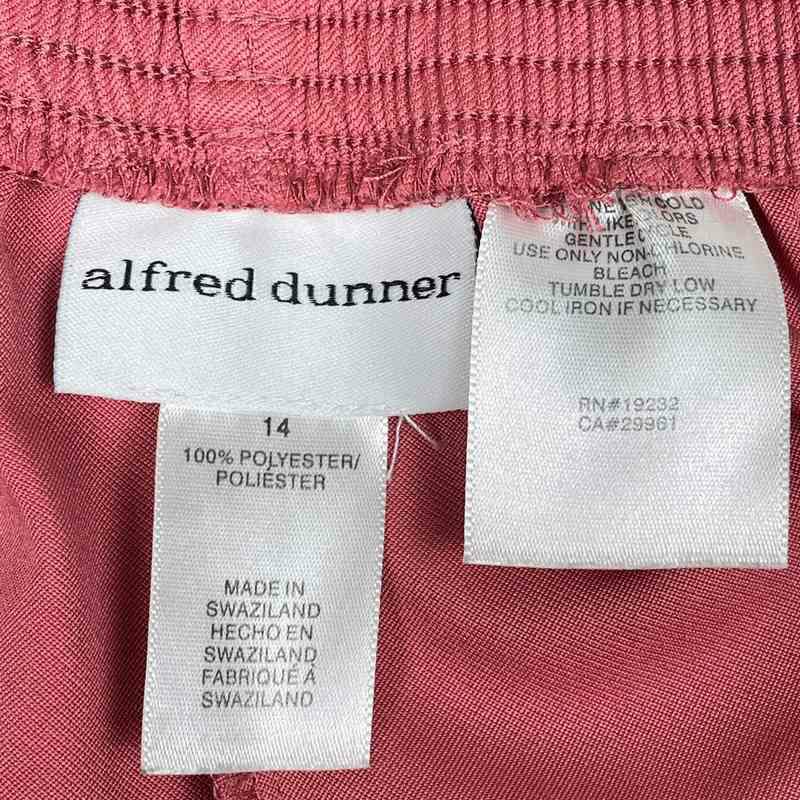 alfred dunner
14
100% POLYESTER/
POLIÉSTER
MADE IN
SWAZILAND
HECHO EN
SWAZILAND
FABRIQUÉ À
SWAZILAND
COLD
GENTLE
USE ONLY NON-CHLORINE
BLEACH
TUMBLE DRY LOW
COOL IRON IF NECESSARY
RN#19232
CA#29961